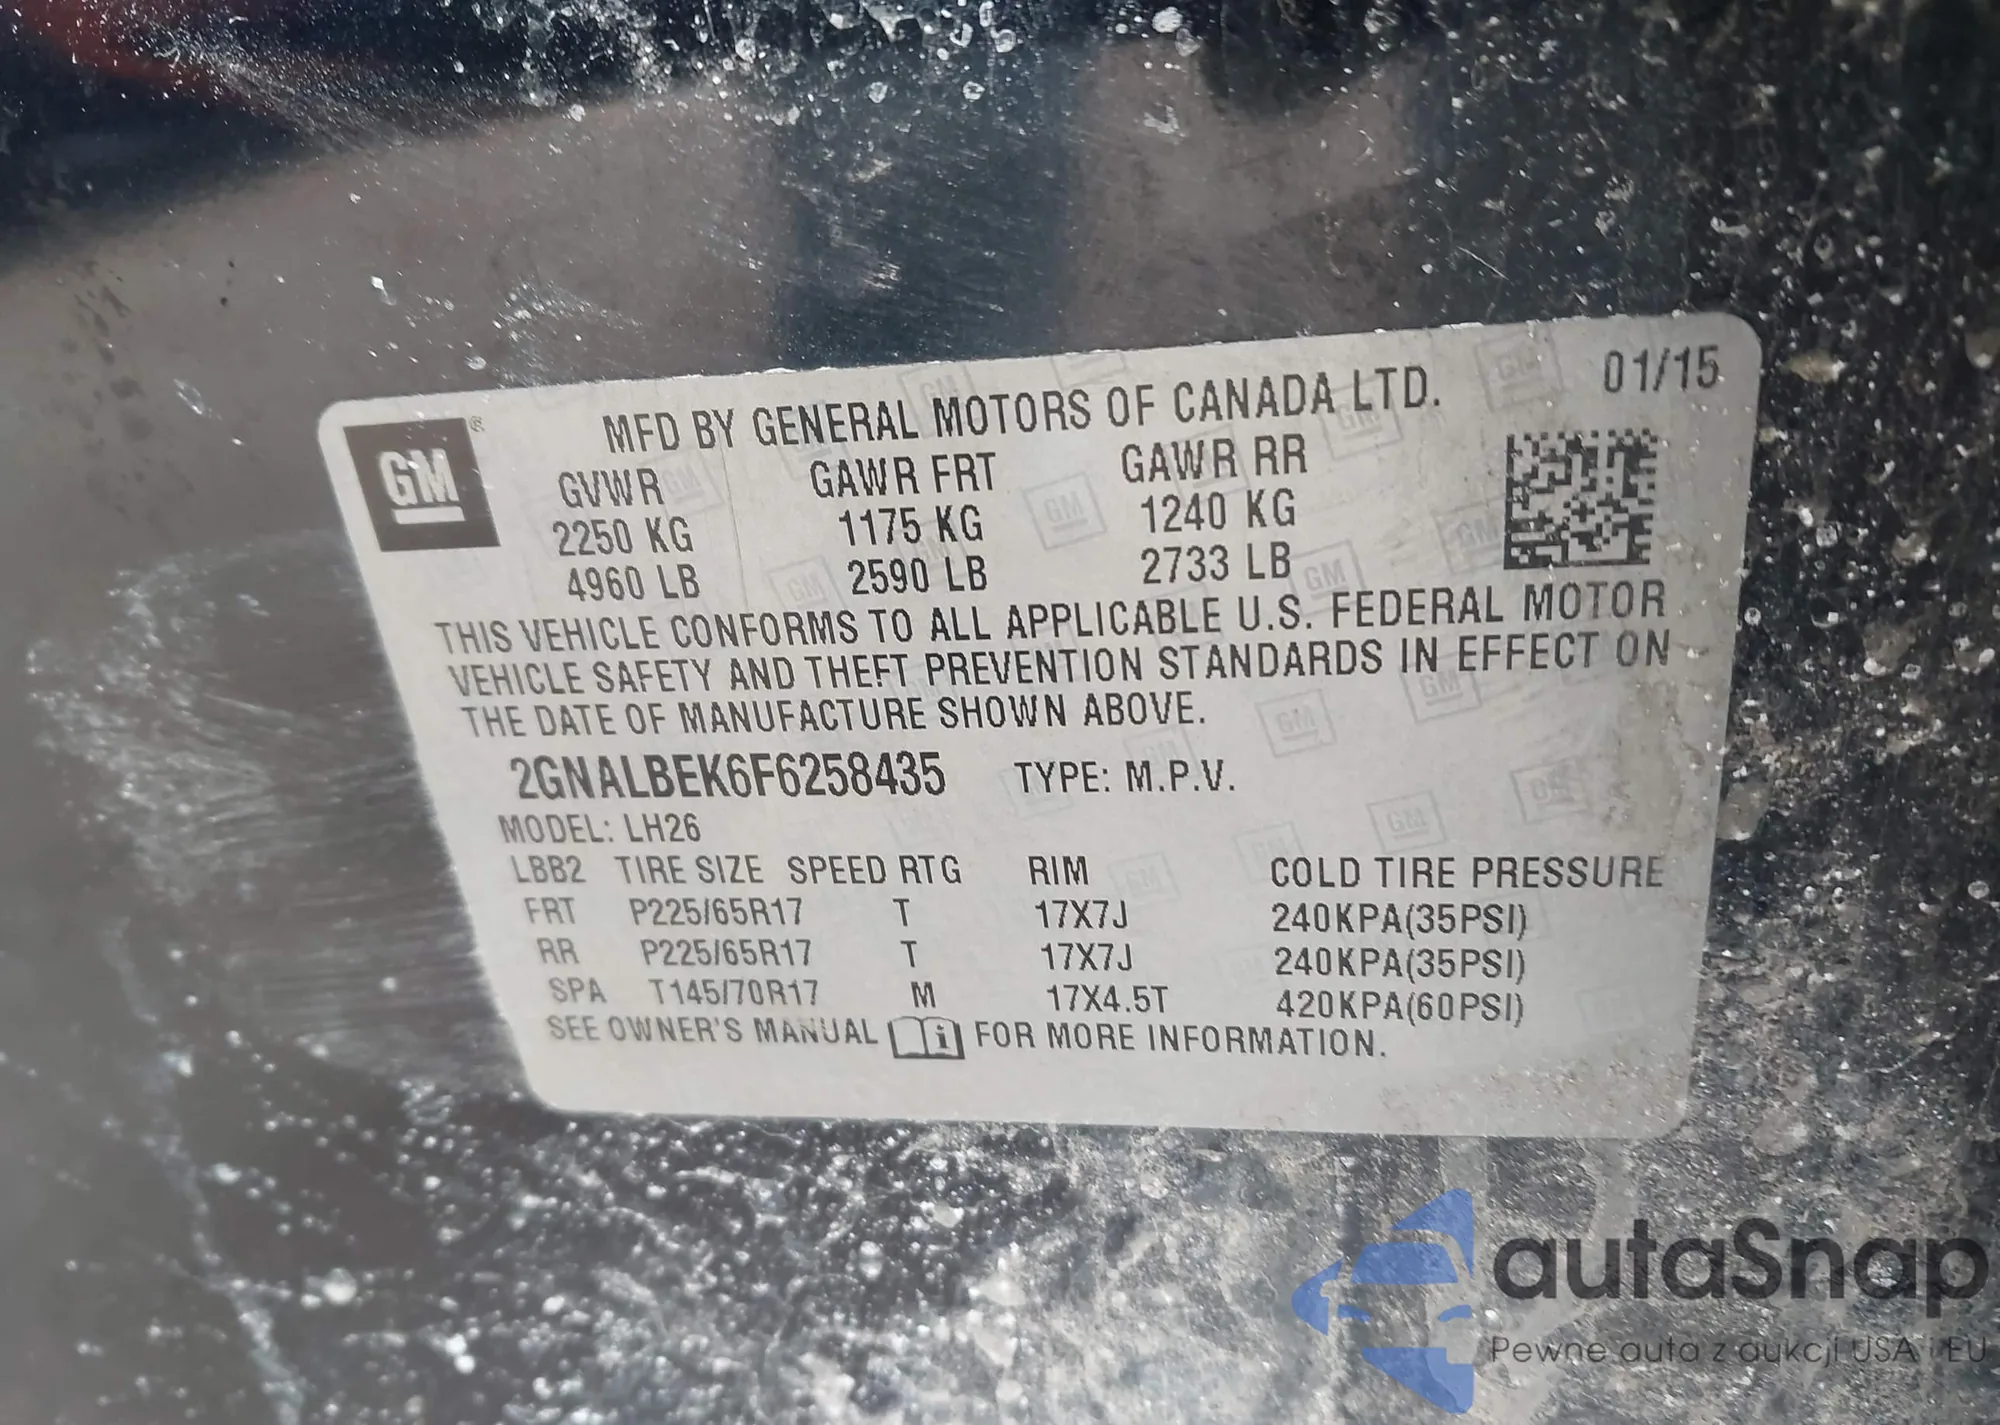 MFD BY GENERAL MOTORS OF CANADA LTD. 01/15
GM ®
GVWR GAWR FRT GAWR RR
2250 KG 1175 KG 1240 KG
4960 LB 2590 LB 2733 LB
THIS VEHICLE CONFORMS TO ALL APPLICABLE U.S. FEDERAL MOTOR
VEHICLE SAFETY AND THEFT PREVENTION STANDARDS IN EFFECT ON
THE DATE OF MANUFACTURE SHOWN ABOVE.
2GNALBEK6F6258435 TYPE: M.P.V.
MODEL: LH26
LBB2 TIRE SIZE SPEED RTG RIM COLD TIRE PRESSURE
FRT P225/65R17 T 17X7J 240KPA(35PSI)
RR P225/65R17 T 17X7J 240KPA(35PSI)
SPA T145/70R17 M 17X4.5T 420KPA(60PSI)
SEE OWNER'S MANUAL FOR MORE INFORMATION.
autaSnap
Pewne auta z aukcji USA i EU